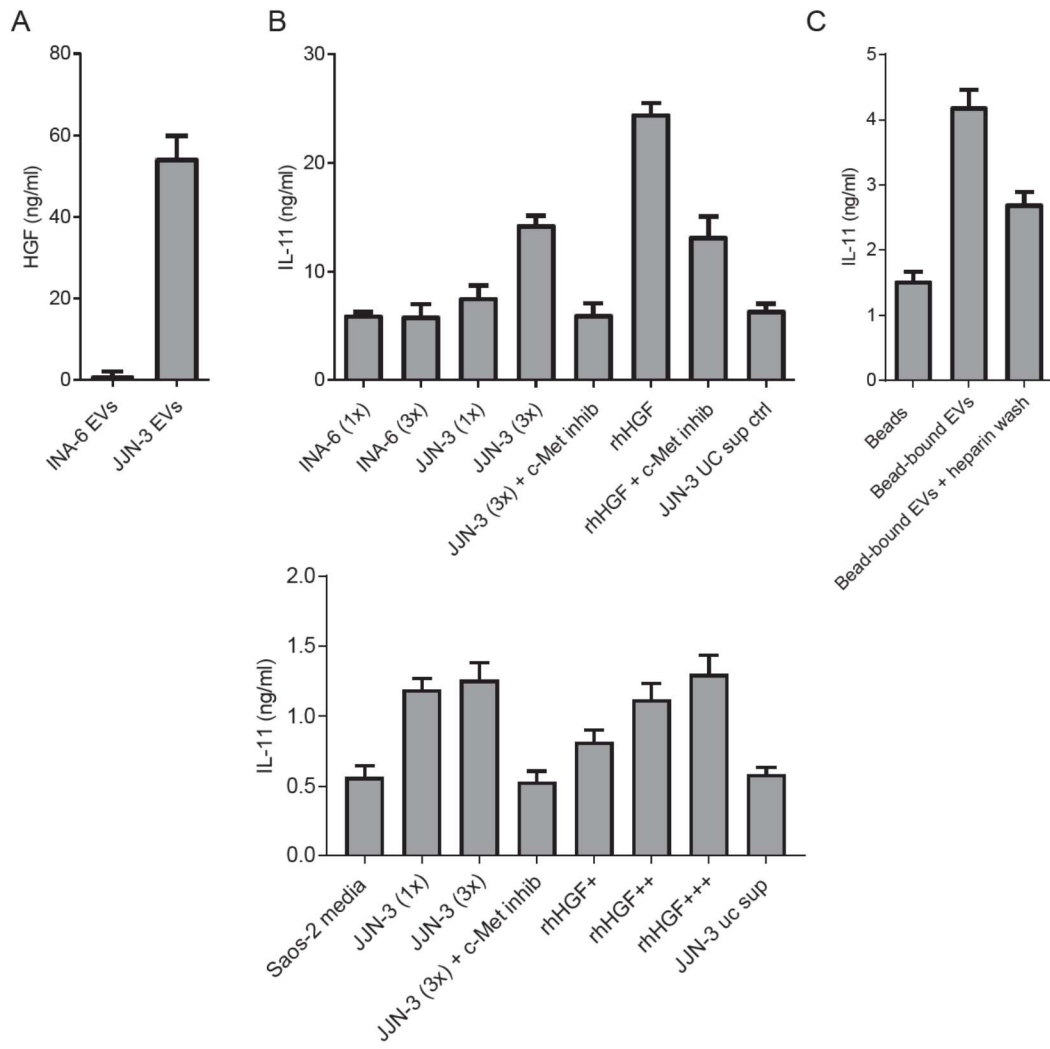 A
HGF (ng/ml)
80
60
40
20
0
INA-6 EVs
JJN-3 EVs
B
IL-11 (ng/ml)
30
20
10
0
INA-6 (1x)
INA-6 (3x)
JJN-3 (1x)
JJN-3 (3x)
JJN-3 (3x) + c-Met inhib
rhHGF
rhHGF + c-Met inhib
JJN-3 UC sup ctrl
C
IL-11 (ng/ml)
5
4
3
2
1
0
Beads
Bead-bound EVs
Bead-bound EVs + heparin wash
IL-11 (ng/ml)
2.0
1.5
1.0
0.5
0.0
Saos-2 media
JJN-3 (1x)
JJN-3 (3x)
JJN-3 (3x) + c-Met inhib
rhHGF+
rhHGF++
rhHGF+++
JJN-3 uc sup